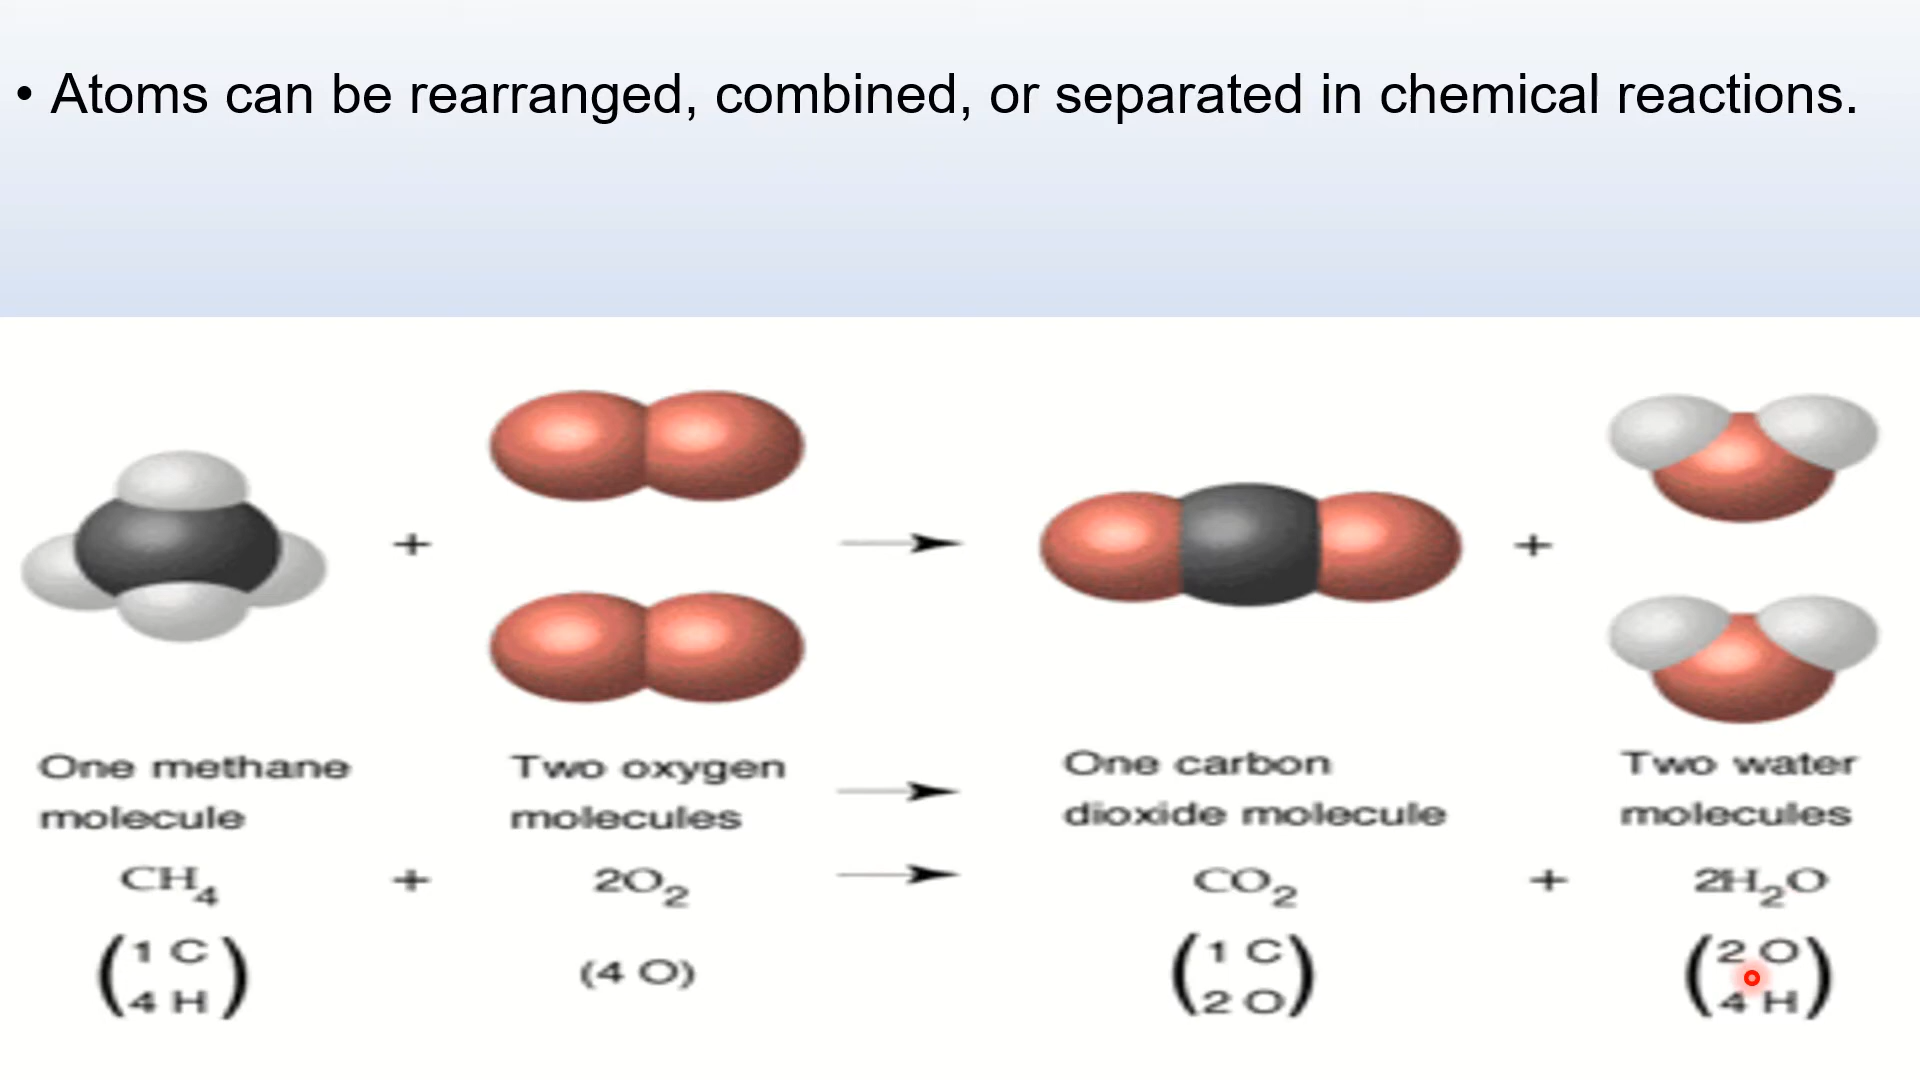 • Atoms can be rearranged, combined, or separated in chemical reactions.
+ → +
One methane Two oxygen → One carbon Two water
molecule molecules dioxide molecule molecules
CH₄ + 2O₂ → CO₂ + 2H₂O
(1 C (4 O) (1 C (2 O
4 H) 2 O) 4 H)